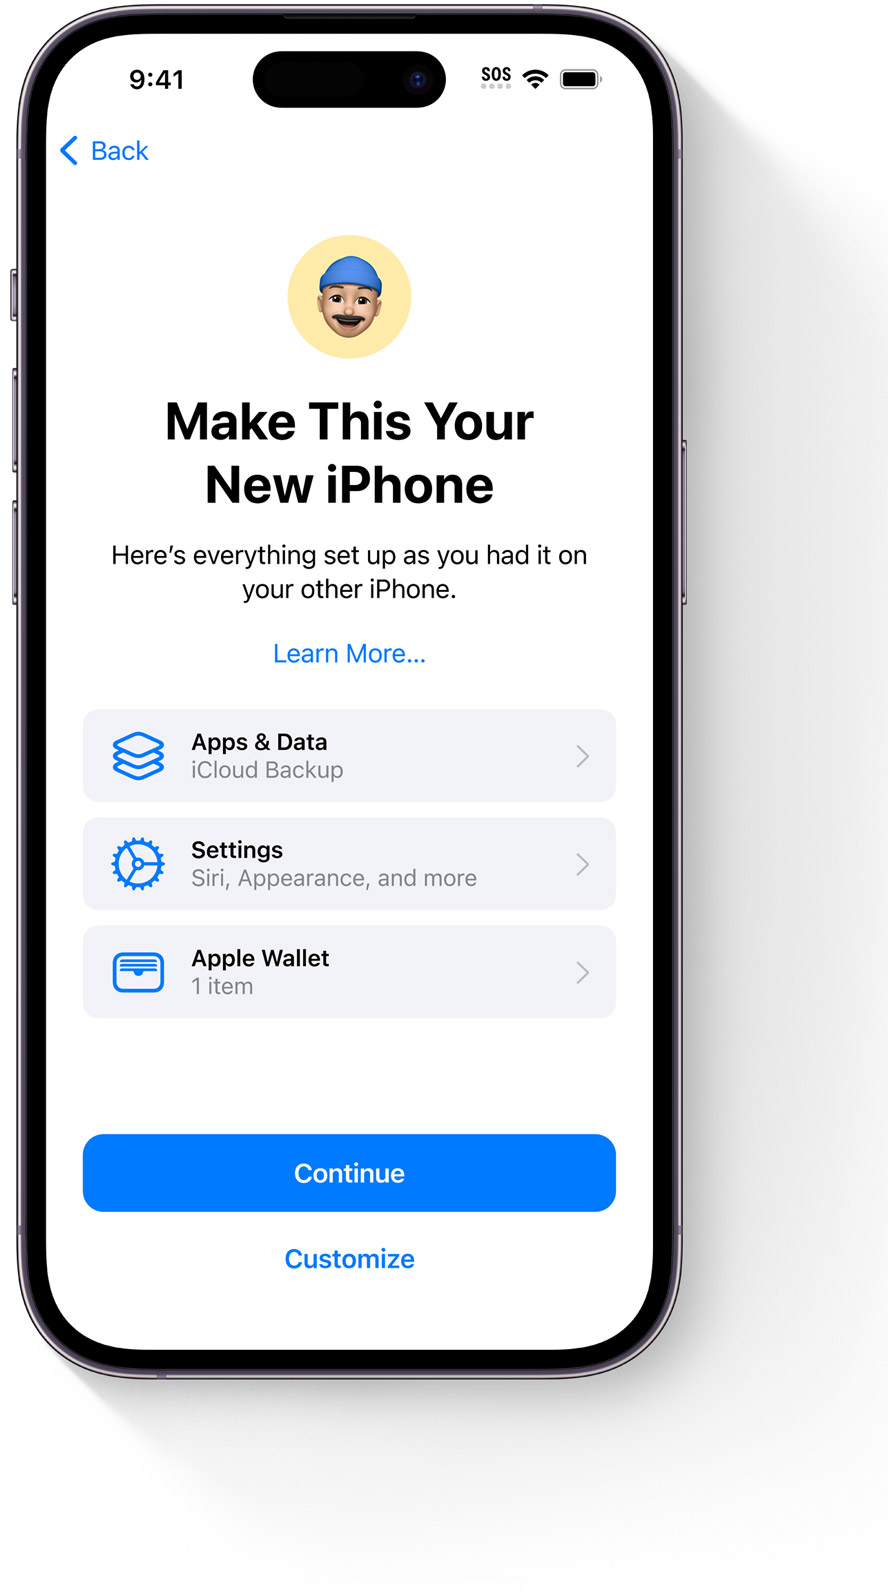 9:41
SOS
Back
Make This Your
New iPhone
Here’s everything set up as you had it on
your other iPhone.
Learn More...
Apps & Data
iCloud Backup
Settings
Siri, Appearance, and more
Apple Wallet
1 item
Continue
Customize